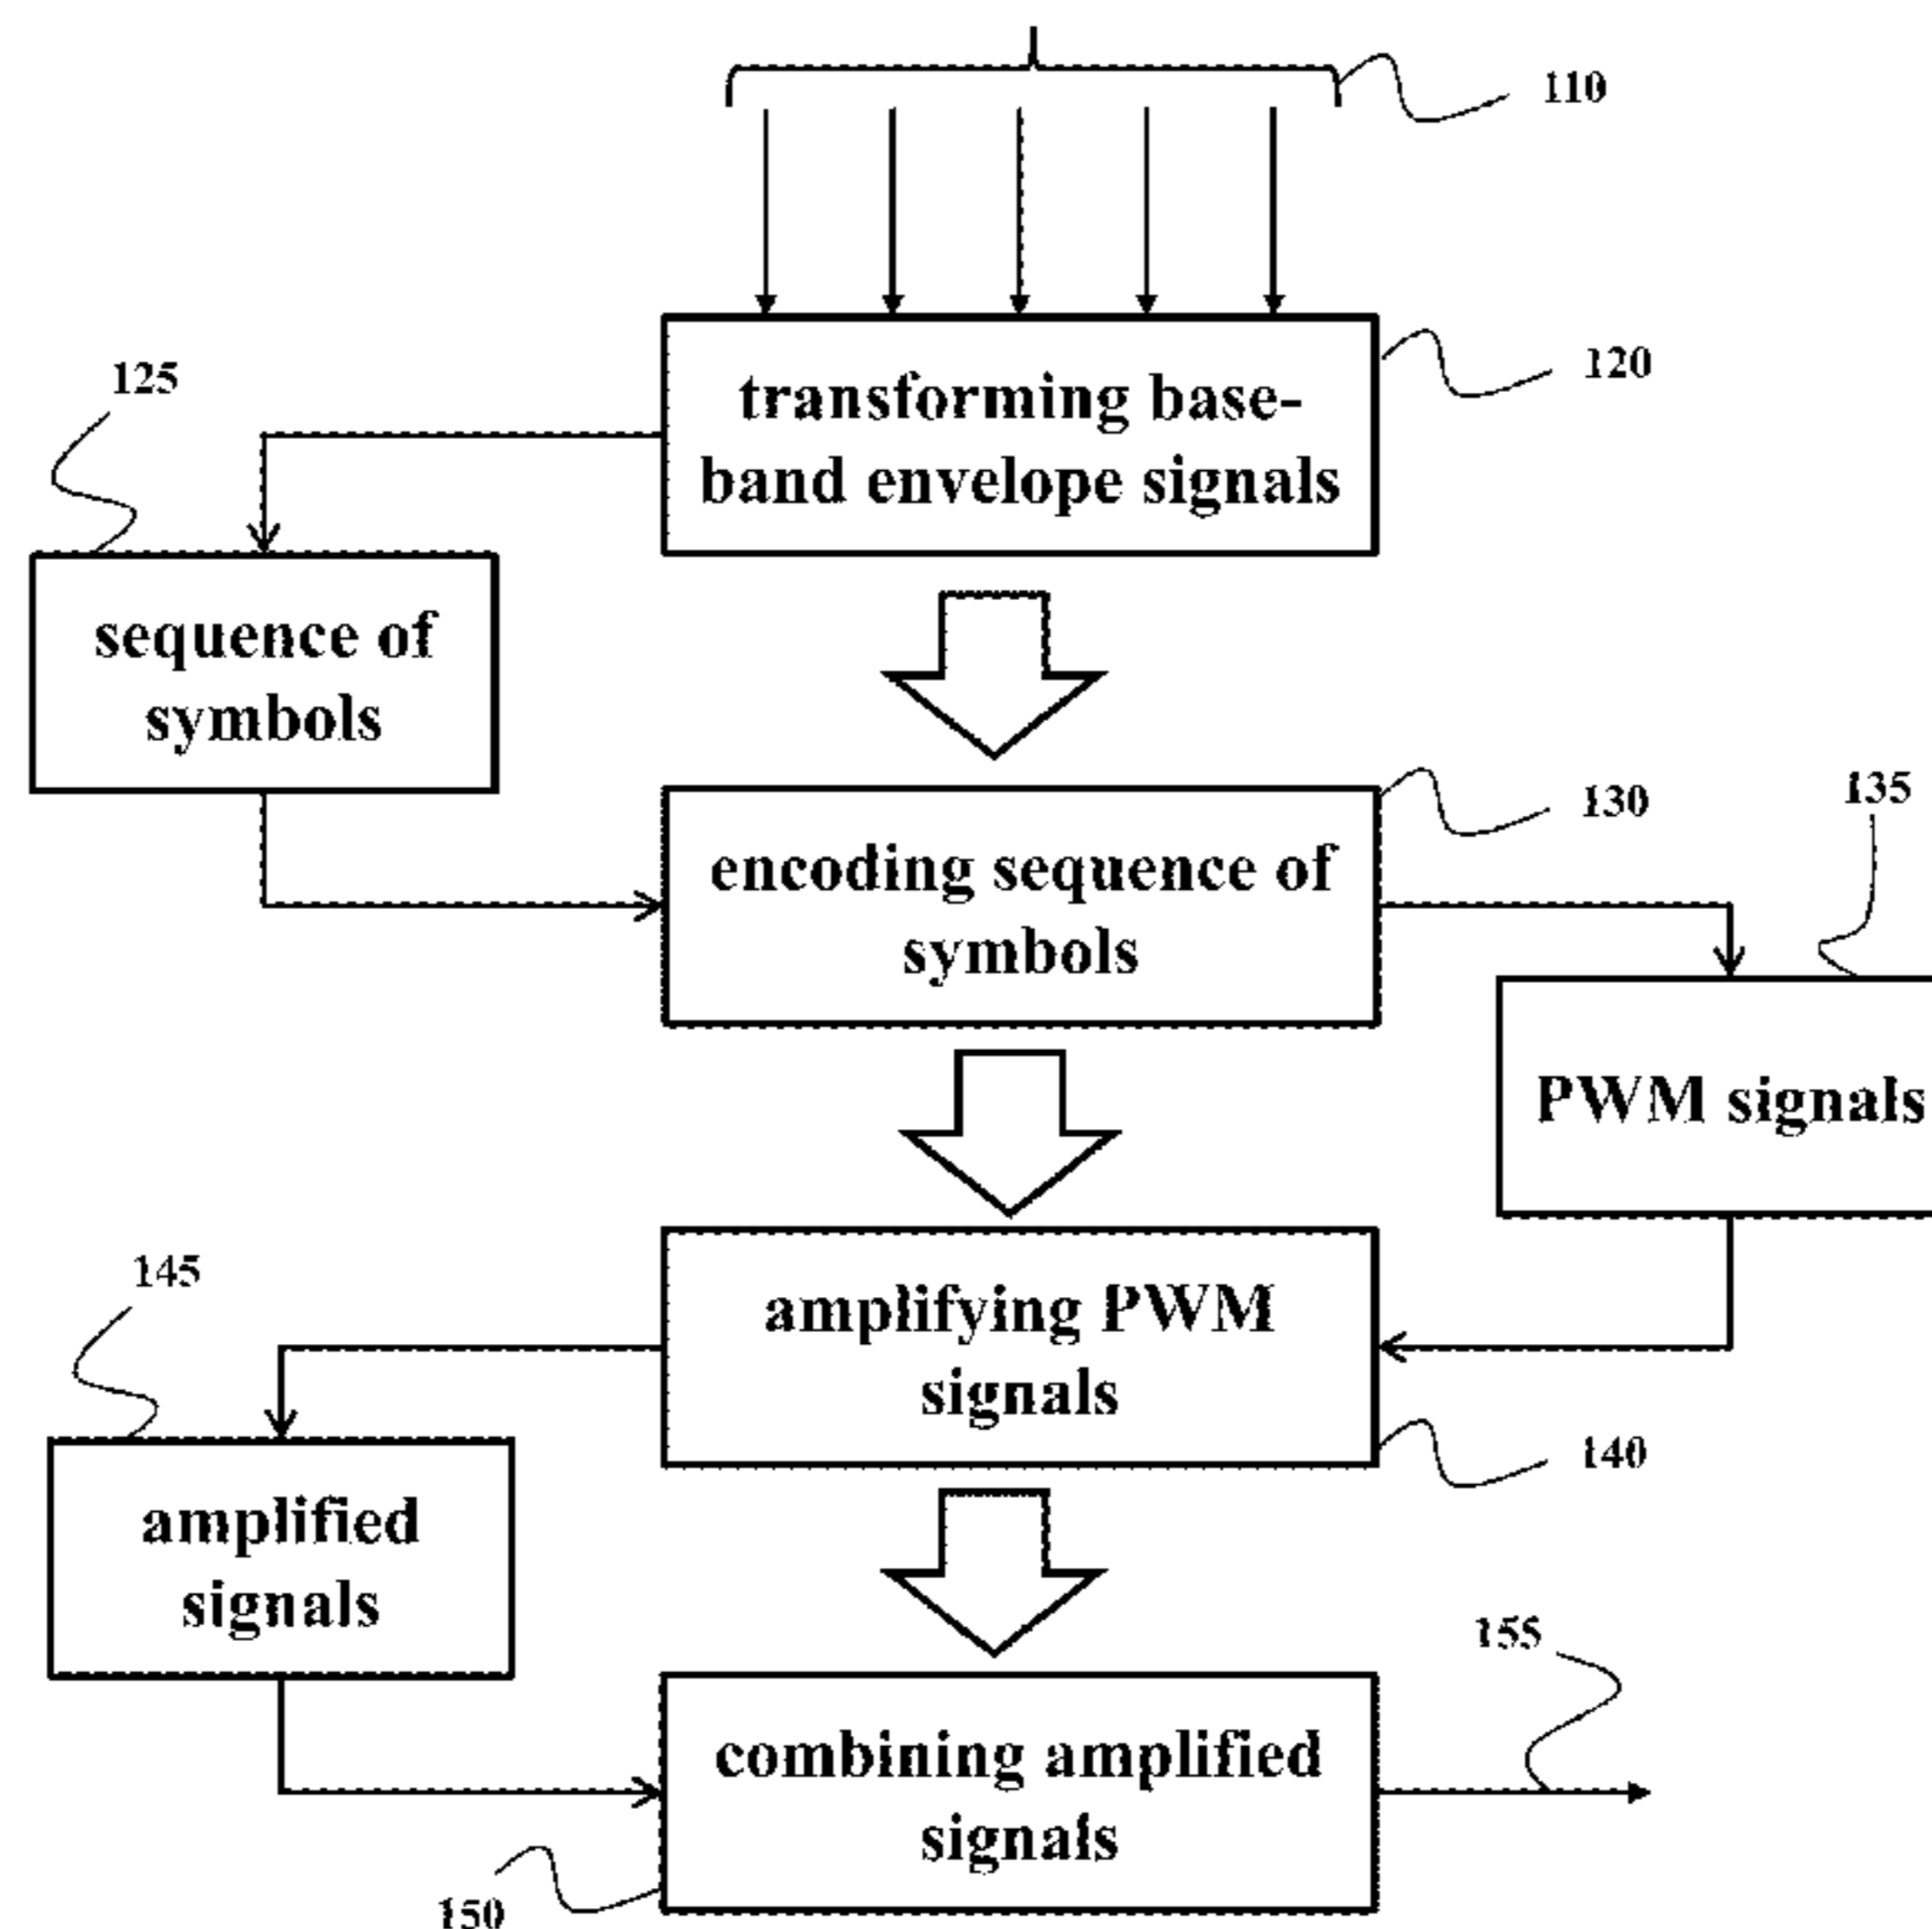 110
120
transforming base-
band envelope signals
125
sequence of
symbols
130
encoding sequence of
symbols
135
PWM signals
amplifying PWM
signals
140
145
amplified
signals
155
combining amplified
signals
150